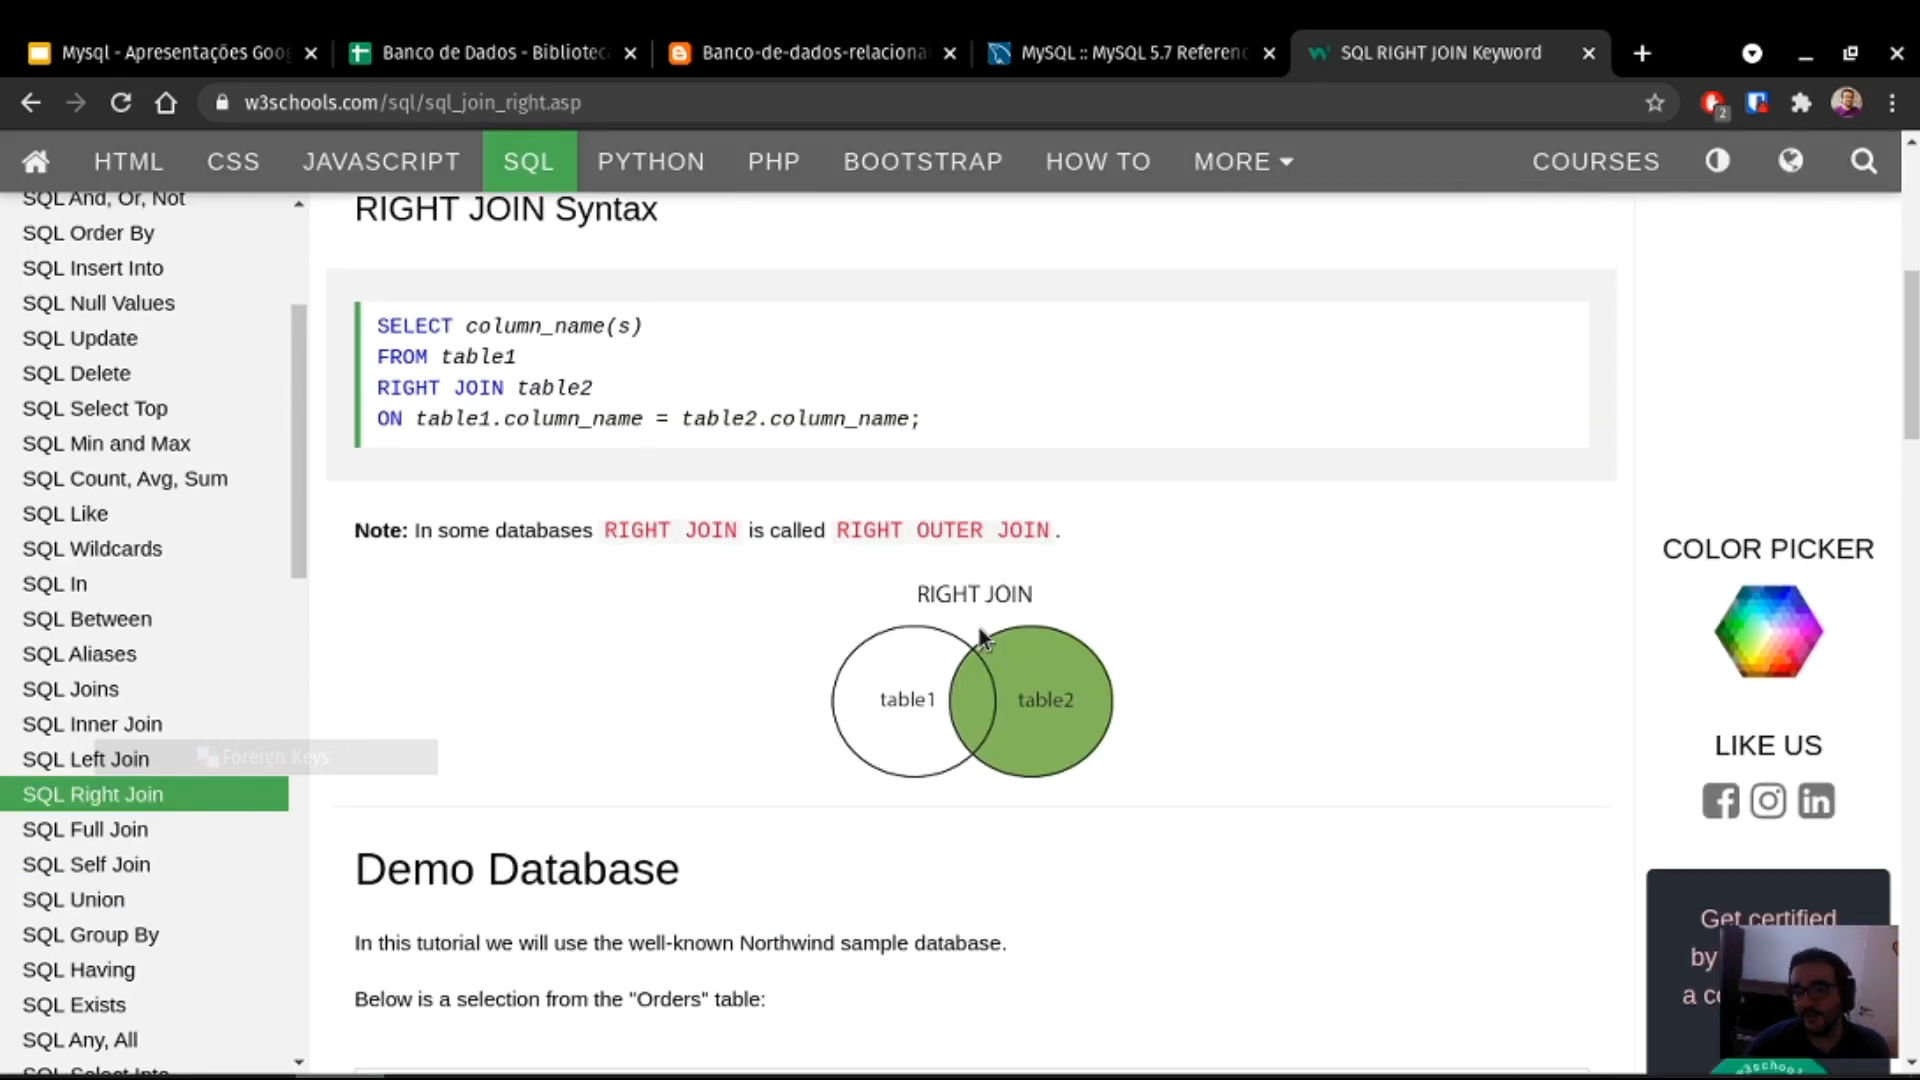 Mysql - Apresentações Goog
Banco de Dados - Bibliotec
Banco-de-dados-relaciona
MySQL :: MySQL 5.7 Referenc
SQL RIGHT JOIN Keyword
w3schools.com/sql/sql_join_right.asp
2
HTML
CSS
JAVASCRIPT
SQL
PYTHON
PHP
BOOTSTRAP
HOW TO
MORE
COURSES
SQL And, Or, Not
SQL Order By
SQL Insert Into
SQL Null Values
SQL Update
SQL Delete
SQL Select Top
SQL Min and Max
SQL Count, Avg, Sum
SQL Like
SQL Wildcards
SQL In
SQL Between
SQL Aliases
SQL Joins
SQL Inner Join
SQL Left Join
Foreign Keys
SQL Right Join
SQL Full Join
SQL Self Join
SQL Union
SQL Group By
SQL Having
SQL Exists
SQL Any, All
SQL Select Into
RIGHT JOIN Syntax
SELECT column_name(s)
FROM table1
RIGHT JOIN table2
ON table1.column_name = table2.column_name;
Note: In some databases RIGHT JOIN is called RIGHT OUTER JOIN.
RIGHT JOIN
table1
table2
Demo Database
In this tutorial we will use the well-known Northwind sample database.
Below is a selection from the "Orders" table:
COLOR PICKER
LIKE US
Get certified
by
a co
w3school